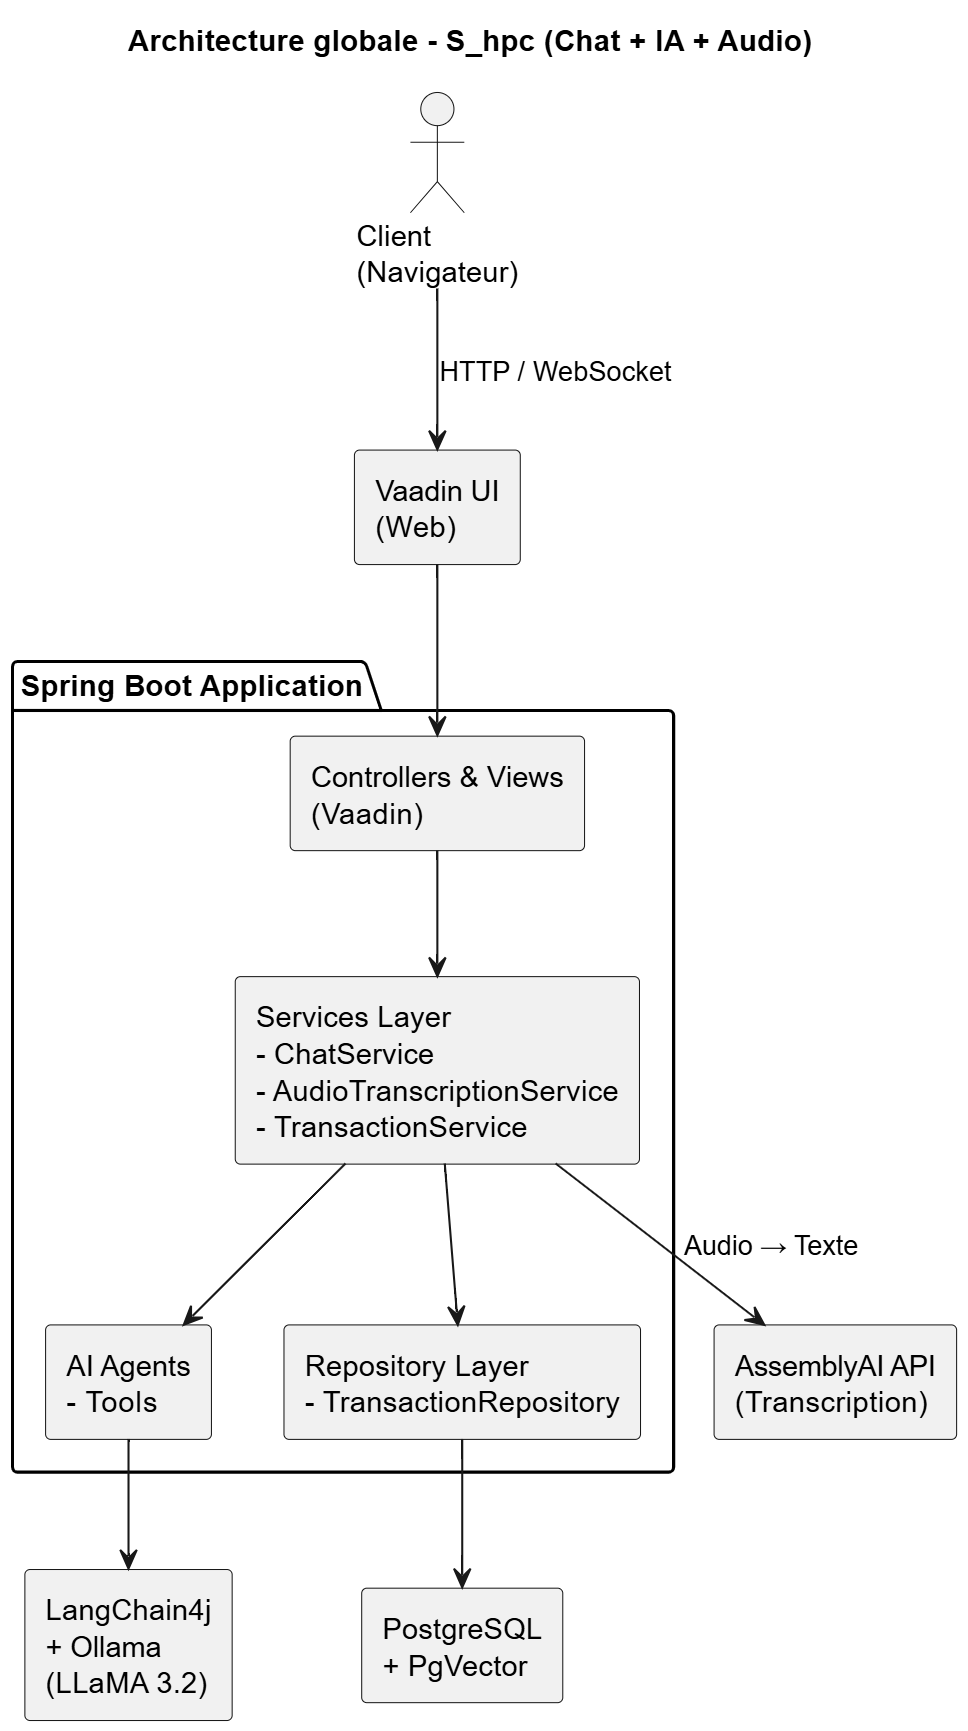 Architecture globale - S_hpc (Chat + IA + Audio)
Client
(Navigateur)
HTTP / WebSocket
Vaadin UI
(Web)
Spring Boot Application
Controllers & Views
(Vaadin)
Services Layer
- ChatService
- AudioTranscriptionService
- TransactionService
Audio → Texte
AI Agents
- Tools
Repository Layer
- TransactionRepository
AssemblyAI API
(Transcription)
LangChain4j
+ Ollama
(LLaMA 3.2)
PostgreSQL
+ PgVector